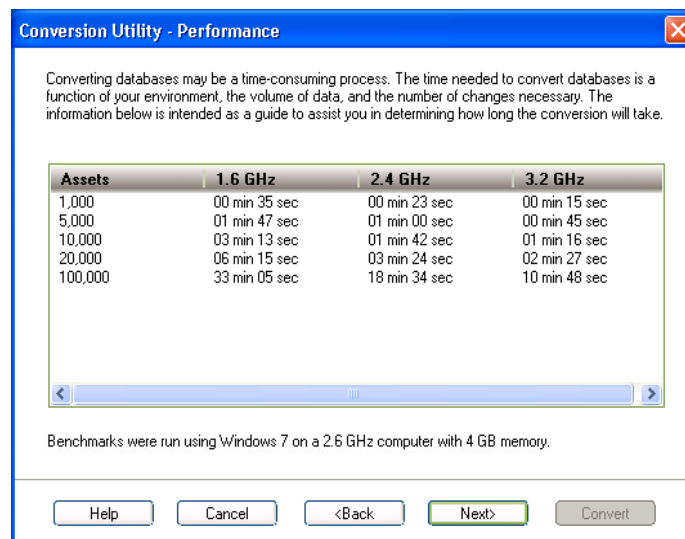 Conversion Utility - Performance
Converting databases may be a time-consuming process. The time needed to convert databases is a
function of your environment, the volume of data, and the number of changes necessary. The
information below is intended as a guide to assist you in determining how long the conversion will take.
Assets 1.6 GHz 2.4 GHz 3.2 GHz
1,000 00 min 35 sec 00 min 23 sec 00 min 15 sec
5,000 01 min 47 sec 01 min 00 sec 00 min 45 sec
10,000 03 min 13 sec 01 min 42 sec 01 min 16 sec
20,000 06 min 15 sec 03 min 24 sec 02 min 27 sec
100,000 33 min 05 sec 18 min 34 sec 10 min 48 sec
Benchmarks were run using Windows 7 on a 2.6 GHz computer with 4 GB memory.
Help Cancel <Back Next> Convert